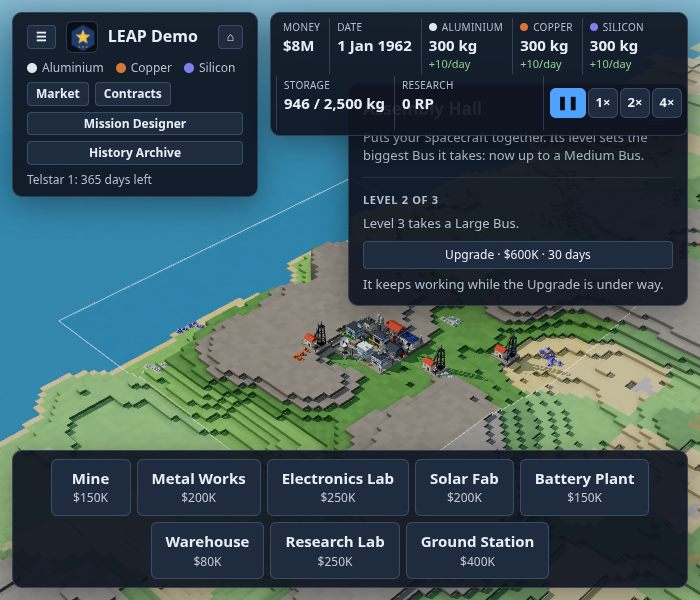 ☰ LEAP Demo ⌂
Aluminium Copper Silicon
Market Contracts
Mission Designer
History Archive
Telstar 1: 365 days left
MONEY DATE ALUMINIUM COPPER SILICON
$8M 1 Jan 1962 300 kg 300 kg 300 kg
+10/day +10/day +10/day
STORAGE RESEARCH
946 / 2,500 kg 0 RP
❚❚ 1× 2× 4×
Assembly Hall
Puts your Spacecraft together. Its level sets the
biggest Bus it takes: now up to a Medium Bus.
LEVEL 2 OF 3
Level 3 takes a Large Bus.
Upgrade · $600K · 30 days
It keeps working while the Upgrade is under way.
Mine Metal Works Electronics Lab Solar Fab Battery Plant
$150K $200K $250K $200K $150K
Warehouse Research Lab Ground Station
$80K $250K $400K